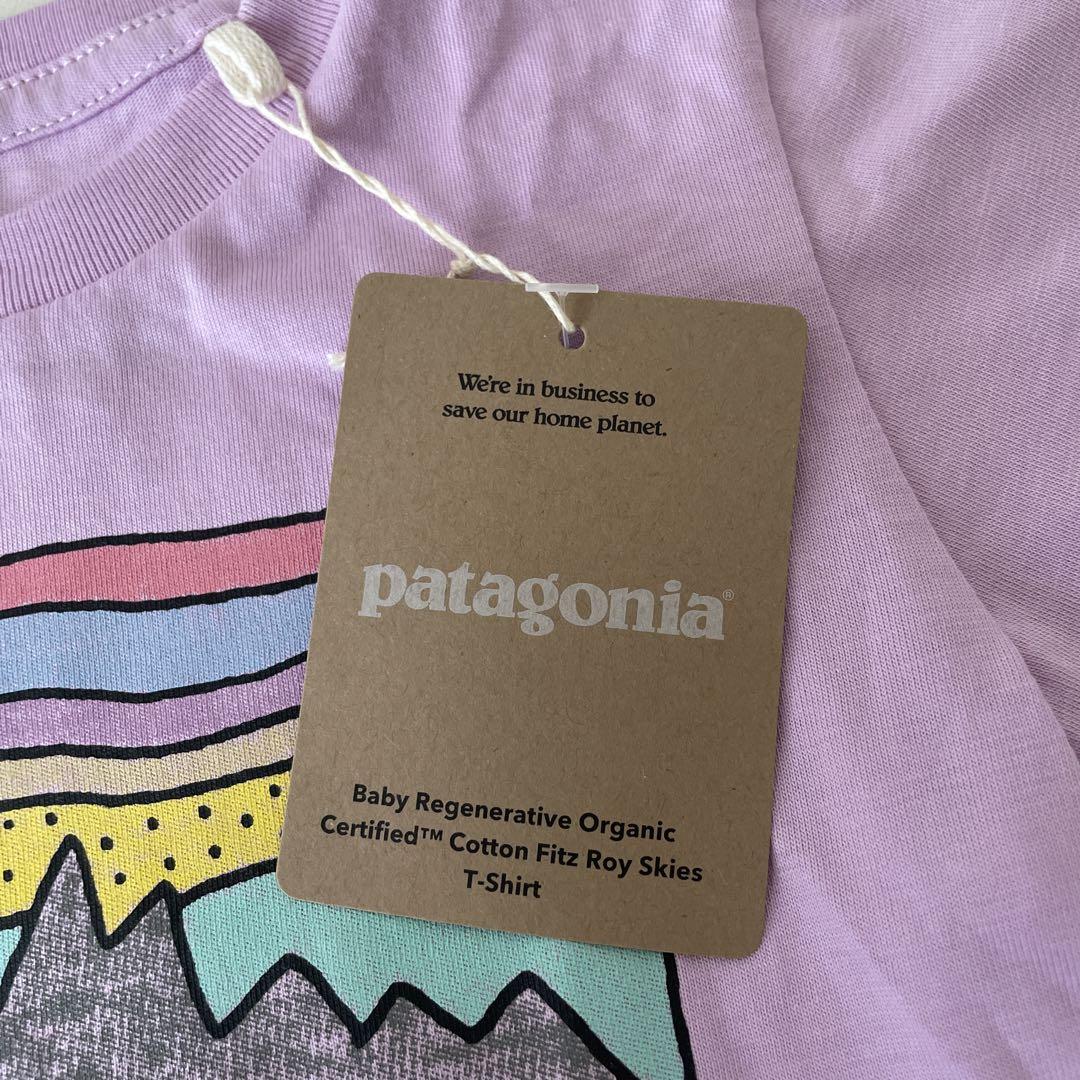 We're in business to
save our home planet.
patagonia®
Baby Regenerative Organic
Certified™ Cotton Fitz Roy Skies
T-Shirt